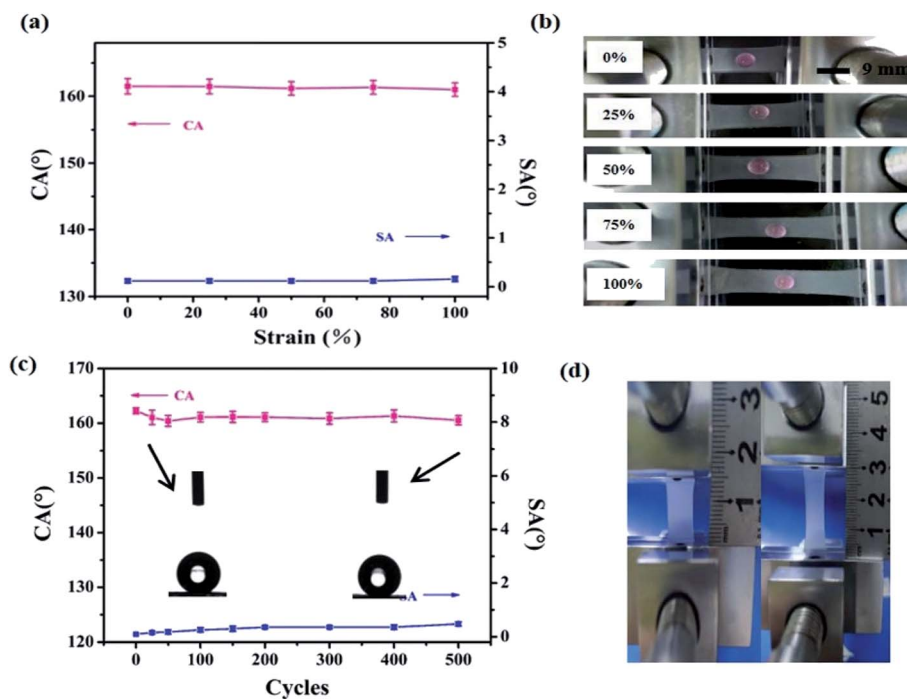 (a)
CA(°)
160
150
140
130
CA
SA
5
4
3
2
1
0
SA(°)
0 20 40 60 80 100
Strain (%)
(b)
0%
9 mm
25%
50%
75%
100%
(c)
CA(°)
170
160
150
145
135
130
120
CA
SA
10
8
6
4
2
0
SA(°)
0 100 200 300 400 500
Cycles
(d)
3
2
1
5
4
3
2
1